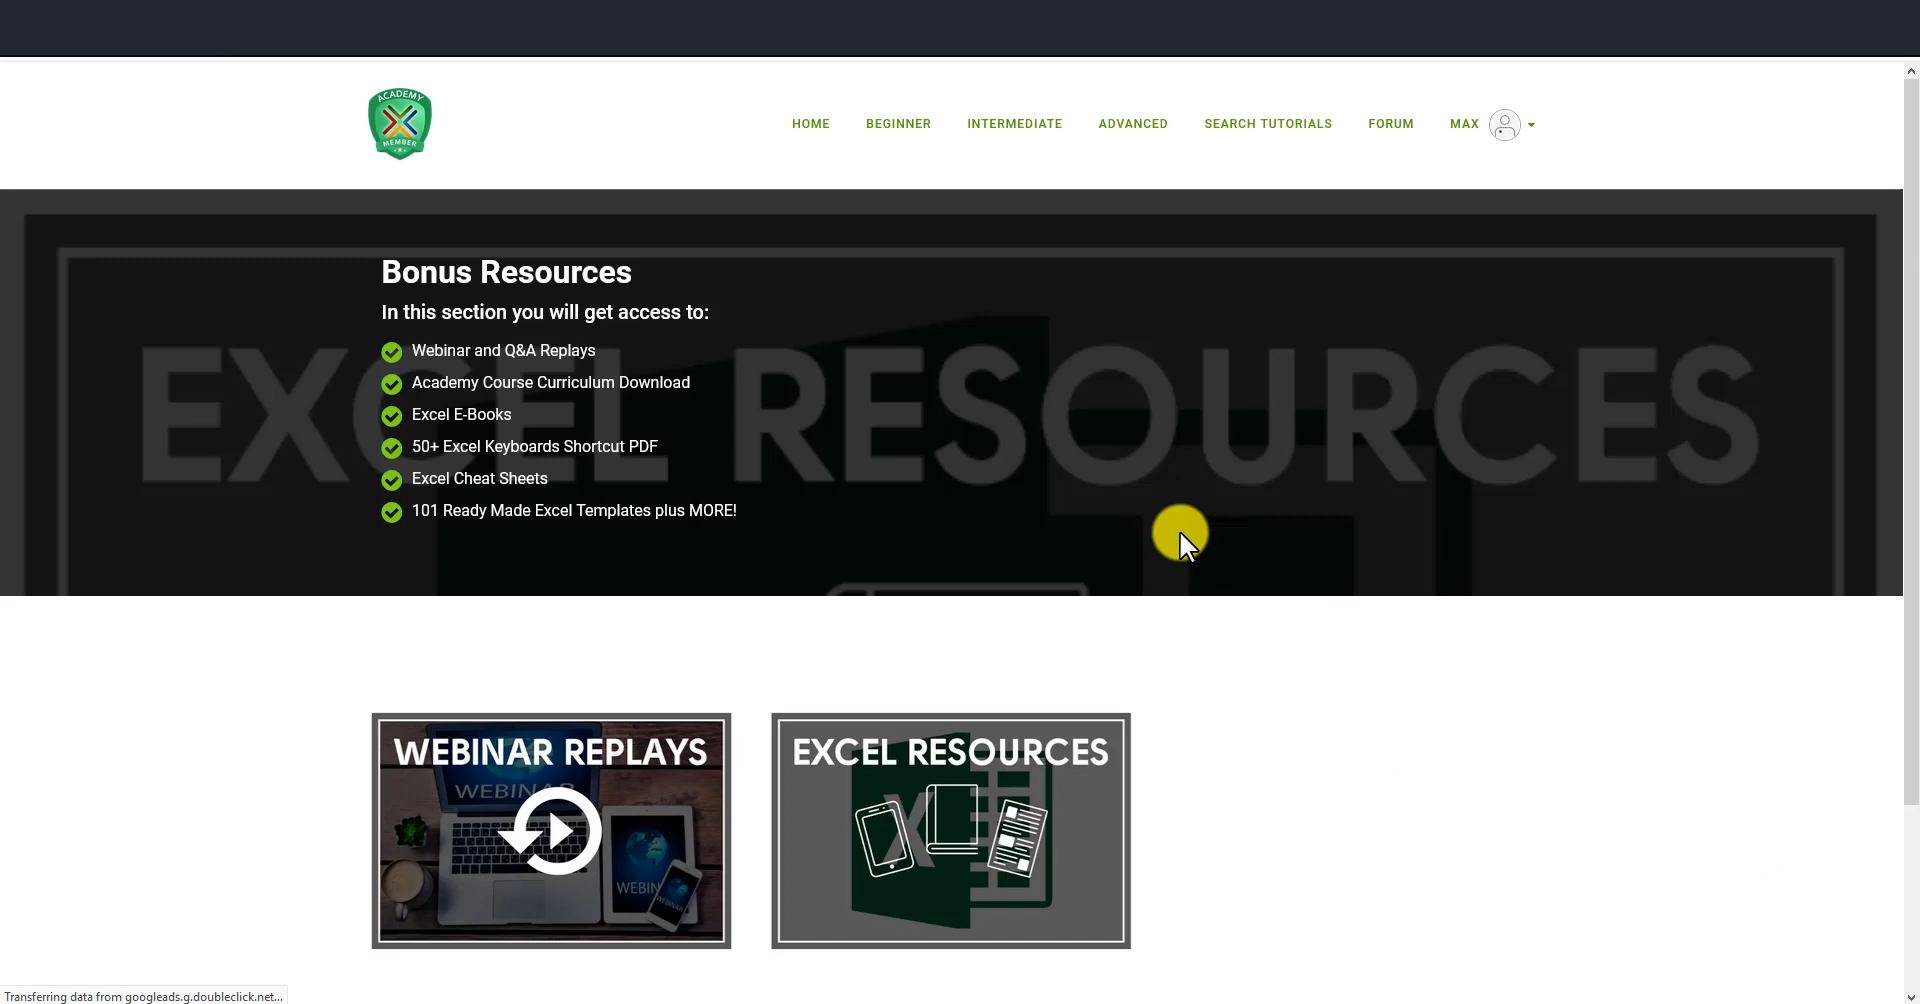 ACADEMY
MEMBER
HOME BEGINNER INTERMEDIATE ADVANCED SEARCH TUTORIALS FORUM MAX
EXCEL RESOURCES
Bonus Resources
In this section you will get access to:
Webinar and Q&A Replays
Academy Course Curriculum Download
Excel E-Books
50+ Excel Keyboards Shortcut PDF
Excel Cheat Sheets
101 Ready Made Excel Templates plus MORE!
WEBINAR REPLAYS
WEBINAR
WEBIN
WEBINAR
EXCEL RESOURCES
X
Transferring data from googleads.g.doubleclick.net...